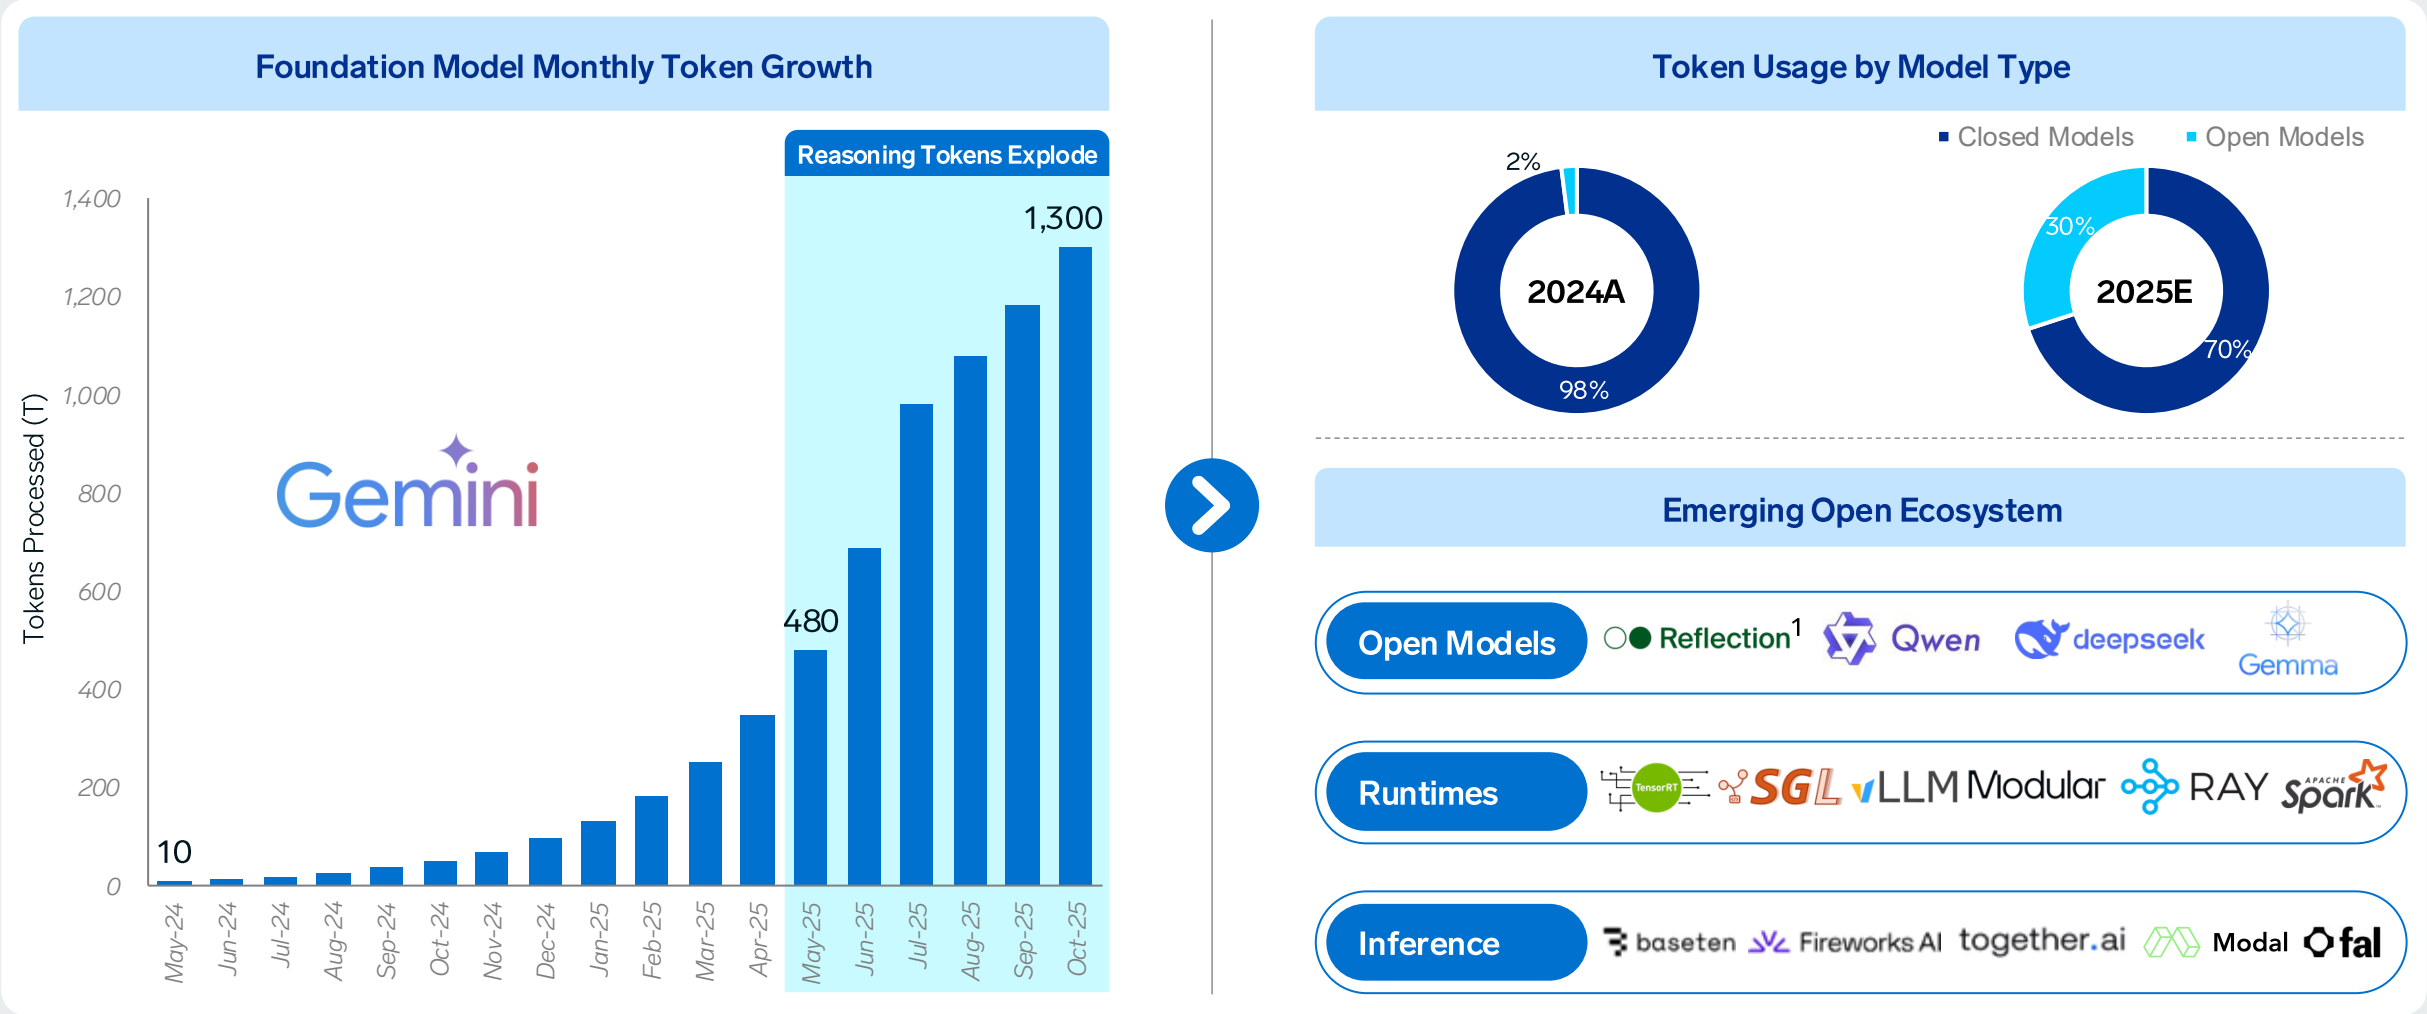 Foundation Model Monthly Token Growth
Reasoning Tokens Explode
Tokens Processed (T)
1,400
1,200
1,000
800
600
400
200
0
10
480
1,300
Gemini
May-24
Jun-24
Jul-24
Aug-24
Sep-24
Oct-24
Nov-24
Dec-24
Jan-25
Feb-25
Mar-25
Apr-25
May-25
Jun-25
Jul-25
Aug-25
Sep-25
Oct-25
Token Usage by Model Type
Closed Models Open Models
2%
98%
2024A
30%
70%
2025E
Emerging Open Ecosystem
Open Models Reflection¹ Qwen deepseek Gemma
Runtimes TensorRT SGL vLLM Modular RAY APACHE Spark™
Inference baseten Fireworks AI together.ai Modal fal